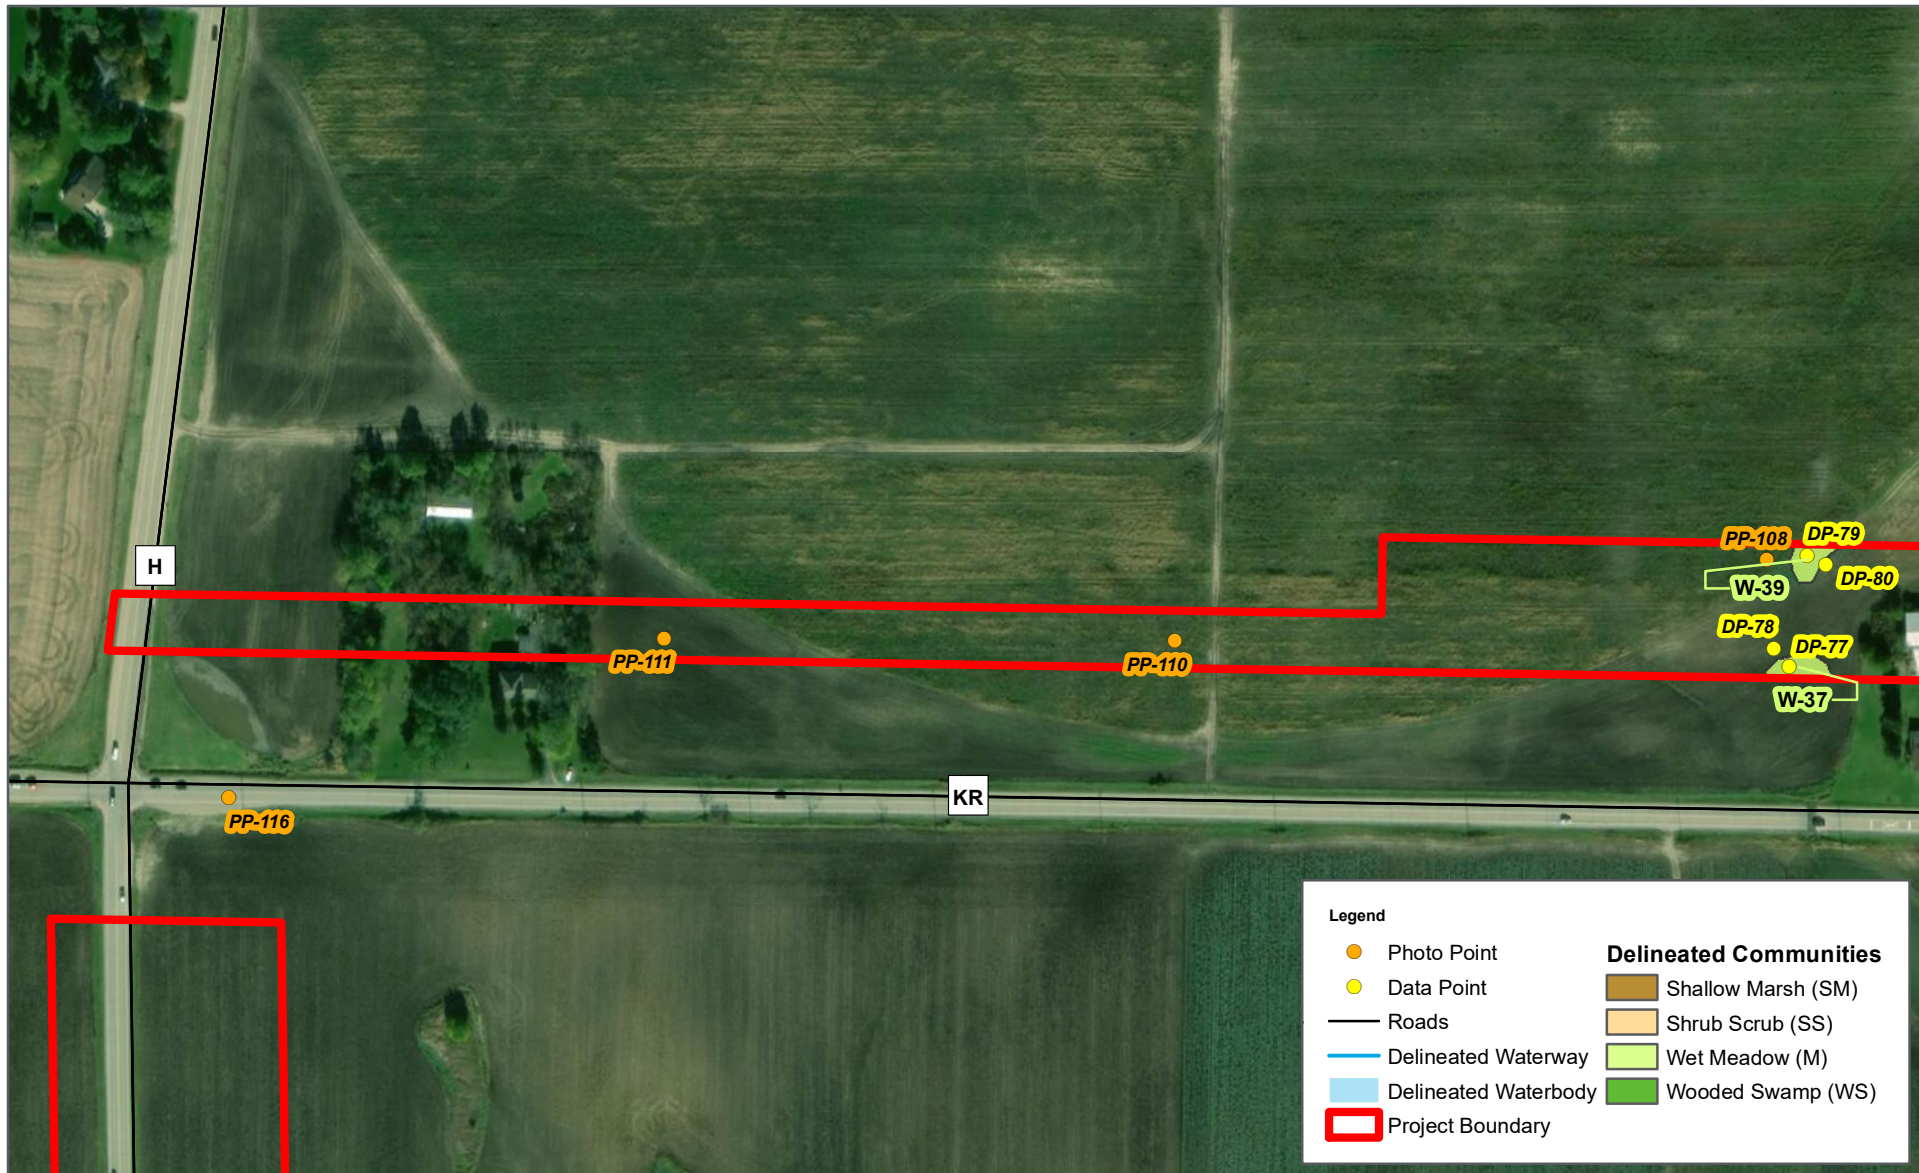 PP-108
DP-79
H
DP-80
W-39
DP-78
DP-77
PP-111
PP-110
W-37
KR
PP-116
Legend
Photo Point
Data Point
Roads
Delineated Waterway
Delineated Waterbody
Project Boundary
Delineated Communities
Shallow Marsh (SM)
Shrub Scrub (SS)
Wet Meadow (M)
Wooded Swamp (WS)